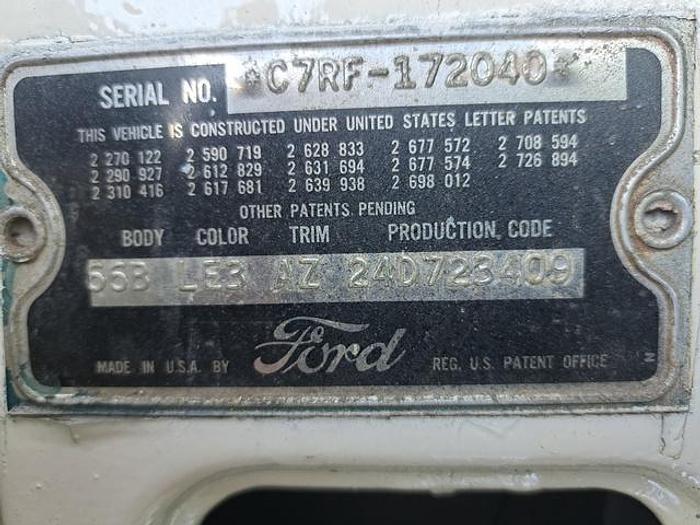 SERIAL NO. *C7RF-172040*
THIS VEHICLE IS CONSTRUCTED UNDER UNITED STATES LETTER PATENTS
2 270 122 2 590 719 2 628 833 2 677 572 2 708 594
2 290 927 2 612 829 2 631 694 2 677 574 2 726 894
2 310 416 2 617 681 2 639 938 2 698 012
OTHER PATENTS PENDING
BODY COLOR TRIM PRODUCTION CODE
56B LE3 AZ 24D723409
MADE IN U.S.A. BY Ford REG. U.S. PATENT OFFICE